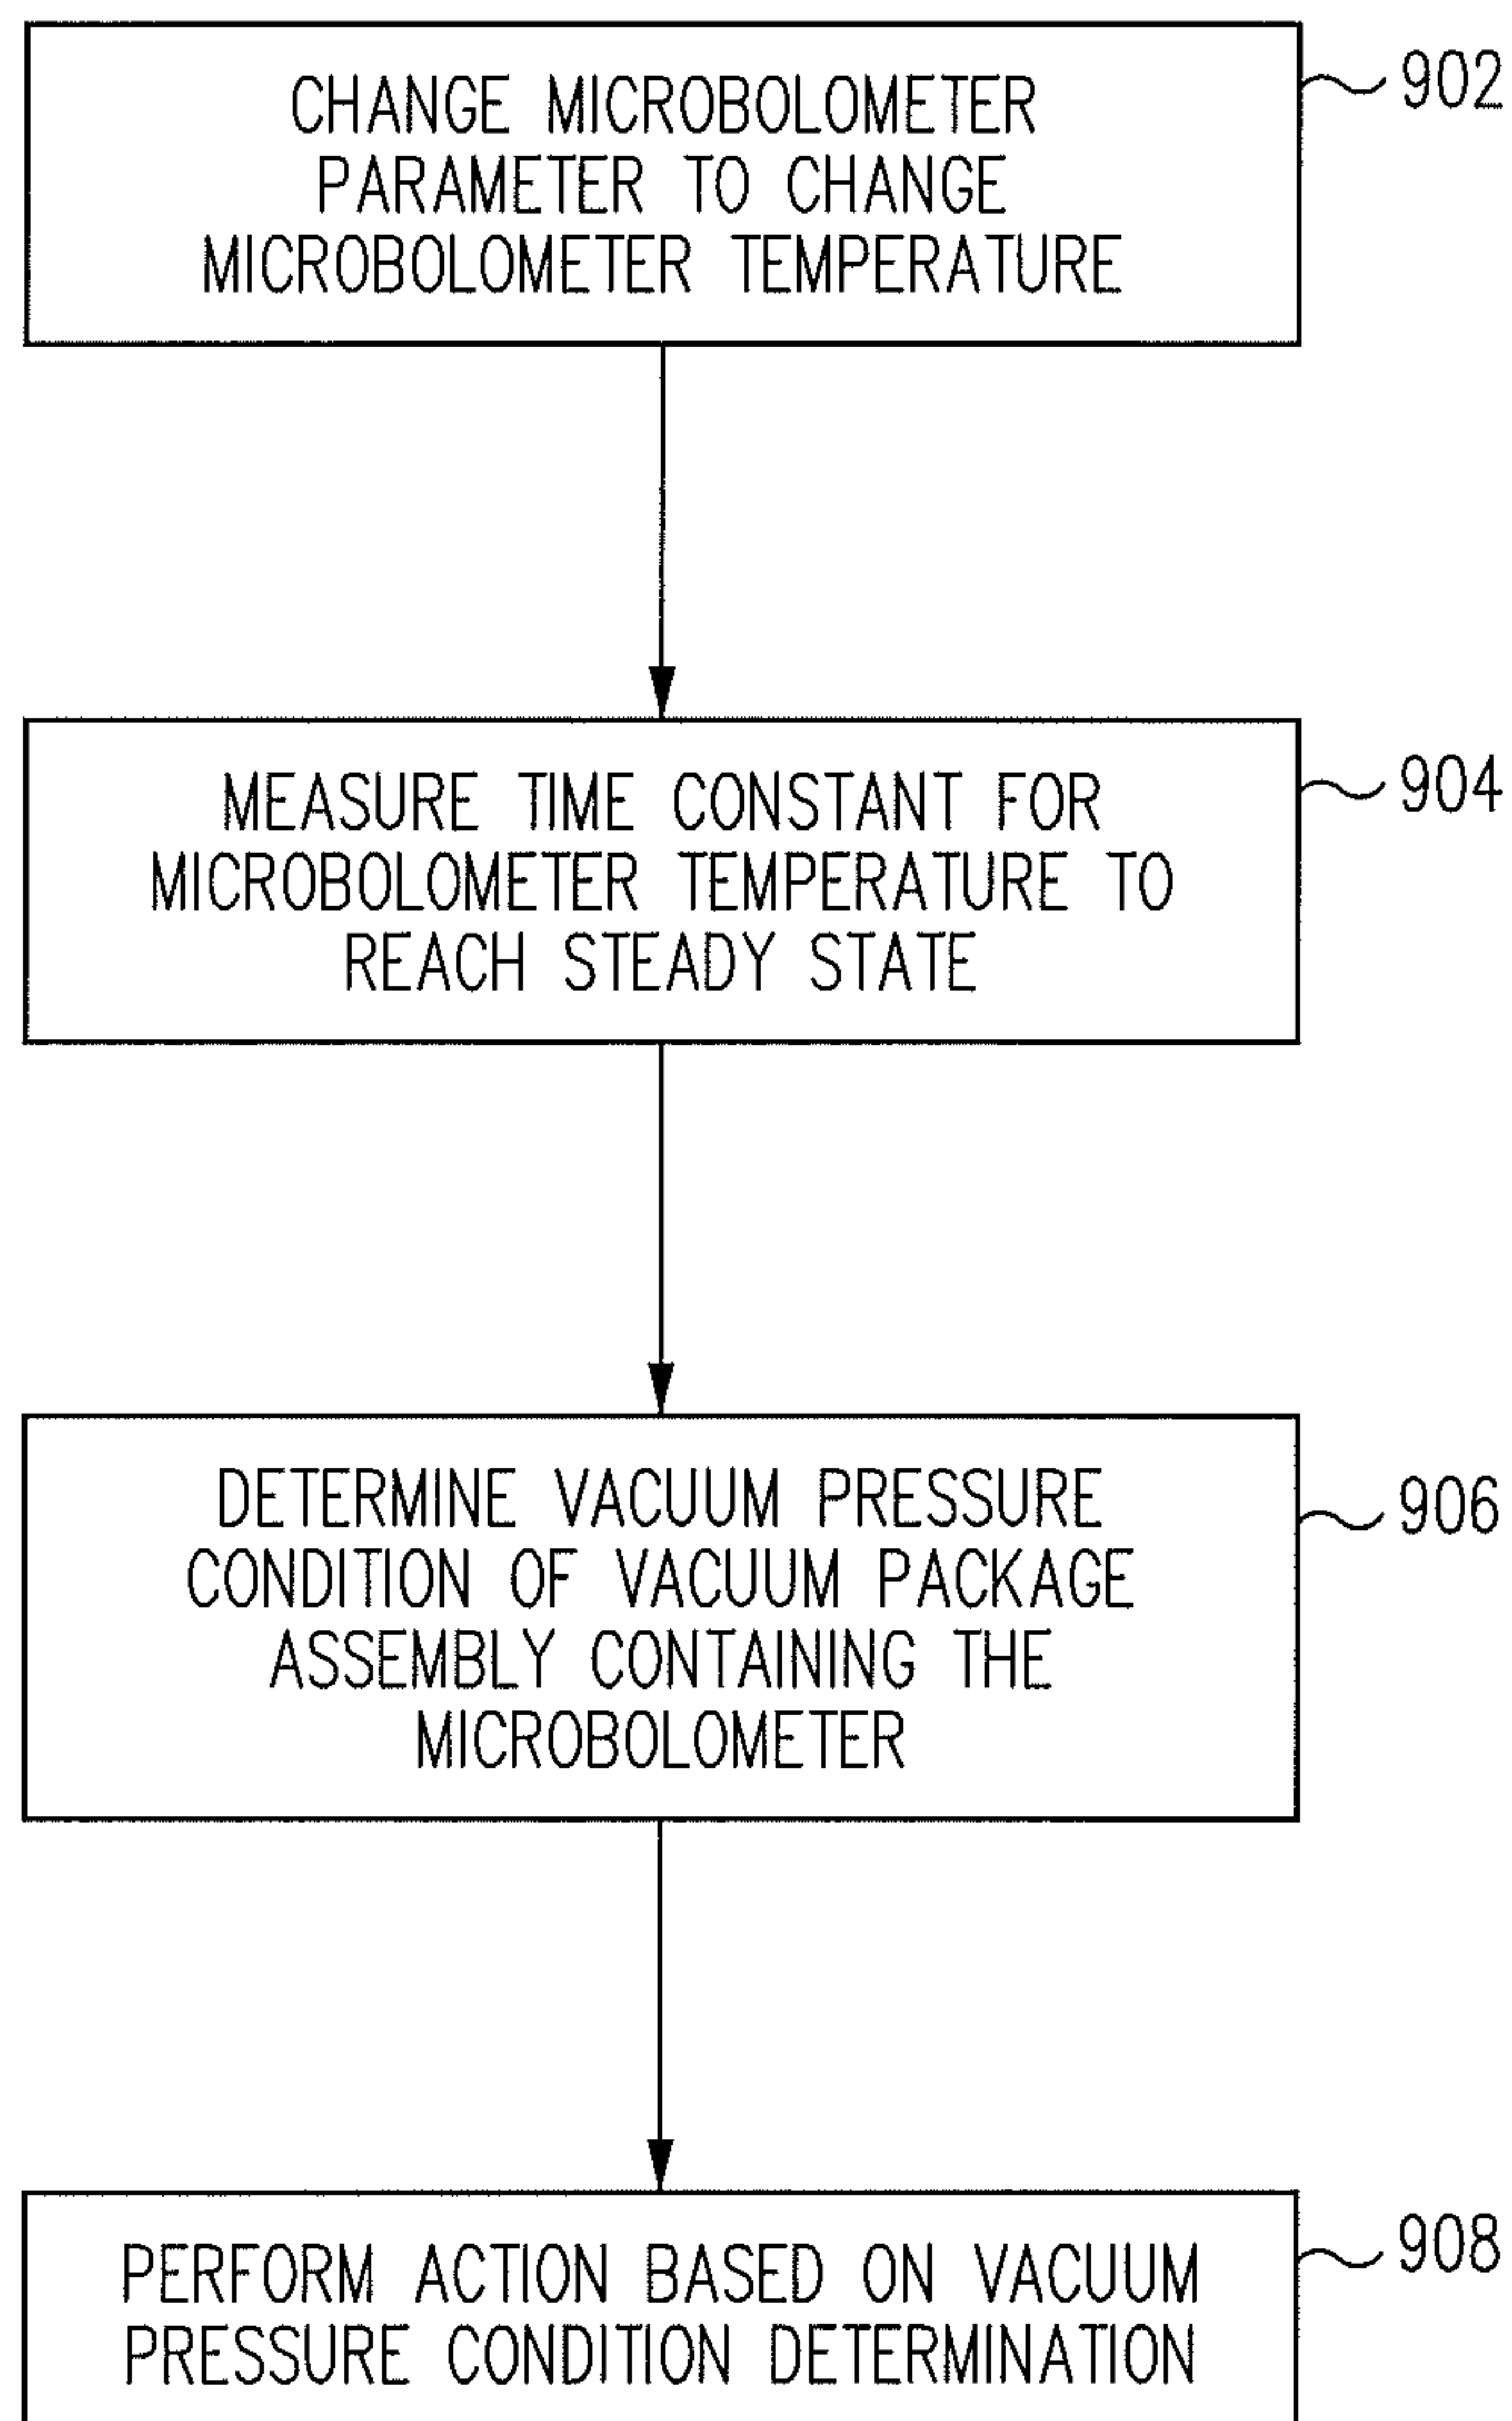 CHANGE MICROBOLOMETER
PARAMETER TO CHANGE
MICROBOLOMETER TEMPERATURE
902
MEASURE TIME CONSTANT FOR
MICROBOLOMETER TEMPERATURE TO
REACH STEADY STATE
904
DETERMINE VACUUM PRESSURE
CONDITION OF VACUUM PACKAGE
ASSEMBLY CONTAINING THE
MICROBOLOMETER
906
PERFORM ACTION BASED ON VACUUM
PRESSURE CONDITION DETERMINATION
908